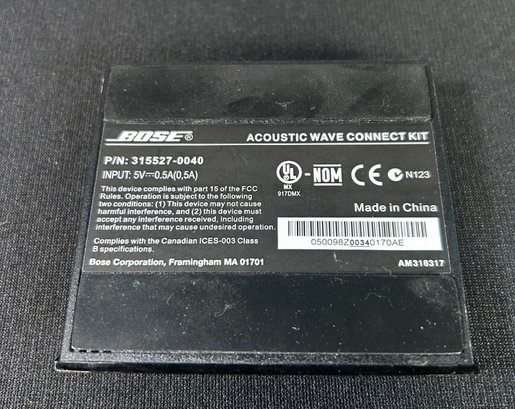 BOSE® ACOUSTIC WAVE CONNECT KIT
P/N: 315527-0040
INPUT: 5V⎓0.5A(0,5A)
This device complies with part 15 of the FCC
Rules. Operation is subject to the following
two conditions: (1) This device may not cause
harmful interference, and (2) this device must
accept any interference received, including
interference that may cause undesired operation.
Complies with the Canadian ICES-003 Class
B specifications.
Bose Corporation, Framingham MA 01701
UL® MX 917DMX NOM CE N123
Made in China
050098Z00340170AE
AM318317